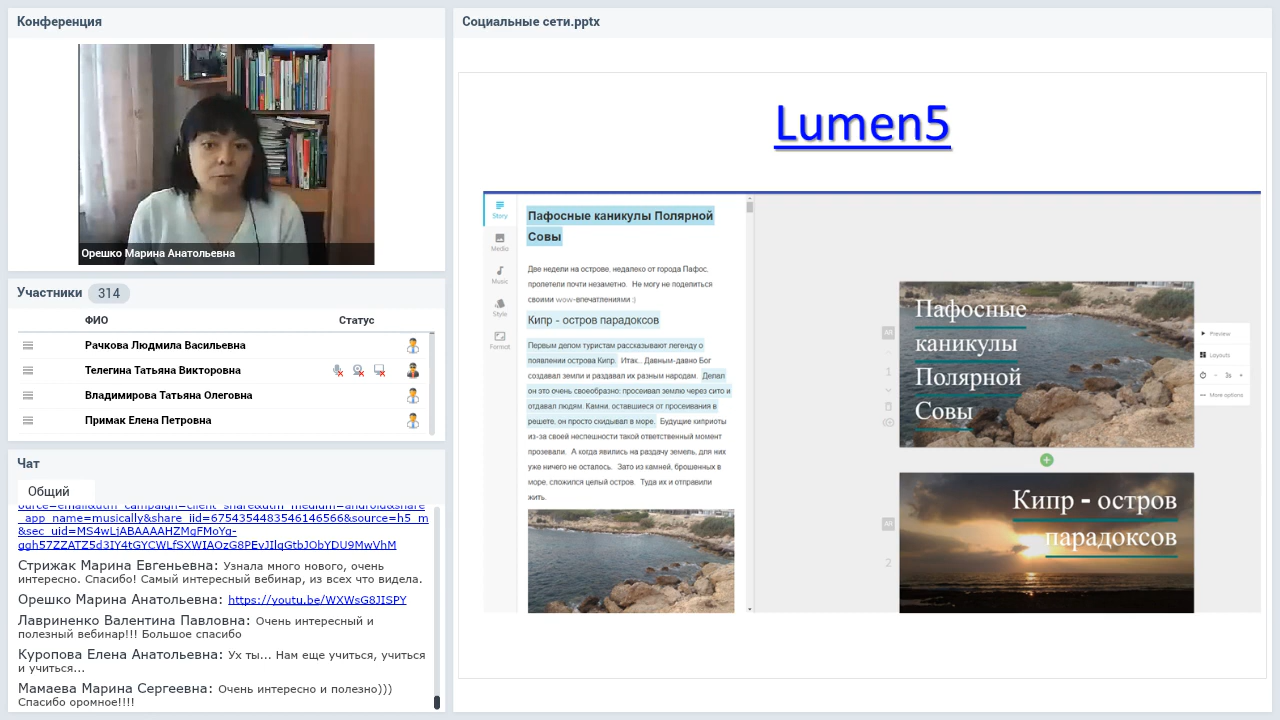 Конференция
Орешко Марина Анатольевна
Участники 314
ФИО Статус
Рачкова Людмила Васильевна
Телегина Татьяна Викторовна
Владимирова Татьяна Олеговна
Примак Елена Петровна
Чат
Общий
_app_name=musically&share_iid=6754354483546146566&source=h5_m
&sec_uid=MS4wLjABAAAAHZMgFMoYg-
ggh57ZZATZ5d3IY4tGYCWLfSXWIAOzG8PEvJIlgGtbJObYDU9MwVhM
Стрижак Марина Евгеньевна: Узнала много нового, очень
интересно. Спасибо! Самый интересный вебинар, из всех что видела.
Орешко Марина Анатольевна: https://youtu.be/WXWsG8JISPY
Лавриненко Валентина Павловна: Очень интересный и
полезный вебинар!!! Большое спасибо
Куропова Елена Анатольевна: Ух ты... Нам еще учиться, учиться
и учиться...
Мамаева Марина Сергеевна: Очень интересно и полезно)))
Спасибо оромное!!!!
Социальные сети.pptx
Lumen5
Story
Media
Music
Style
Format
Пафосные каникулы Полярной
Совы
Две недели на острове, недалеко от города Пафос,
пролетели почти незаметно. Не могу не поделиться
своими wow-впечатлениями :)
Кипр - остров парадоксов
Первым делом туристам рассказывают легенду о
появлении острова Кипр. Итак.. Давным-давно Бог
создавал земли и раздавал их разным народам. Делал
он это очень своеобразно: просеивал землю через сито и
отдавал людям. Камни, оставшиеся от просеивания в
решете, он просто скидывал в море. Будущие киприоты
из-за своей неспешности такой ответственный момент
прозевали. А когда явились на раздачу земель, для них
уже ничего не осталось. Зато из камней, брошенных в
море, сложился целый остров. Туда их и отправили
жить.
Пафосные
каникулы
Полярной
Совы
1
Preview
Layouts
- 3s +
More options
Кипр - остров
парадоксов
2